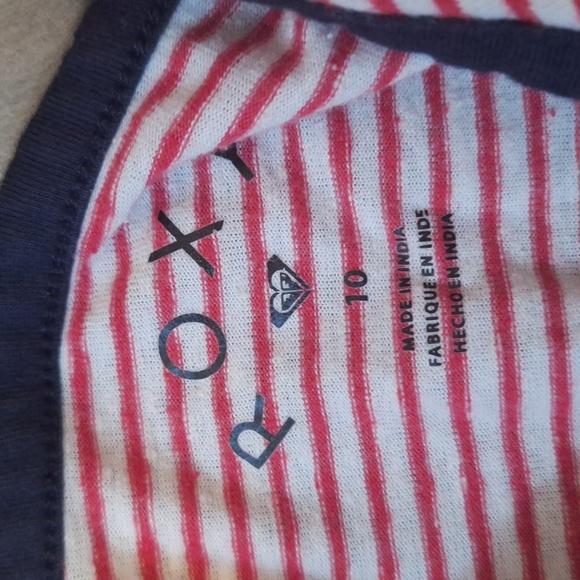 ROXY
10
MADE IN INDIA
FABRIQUE EN INDE
HECHO EN INDIA